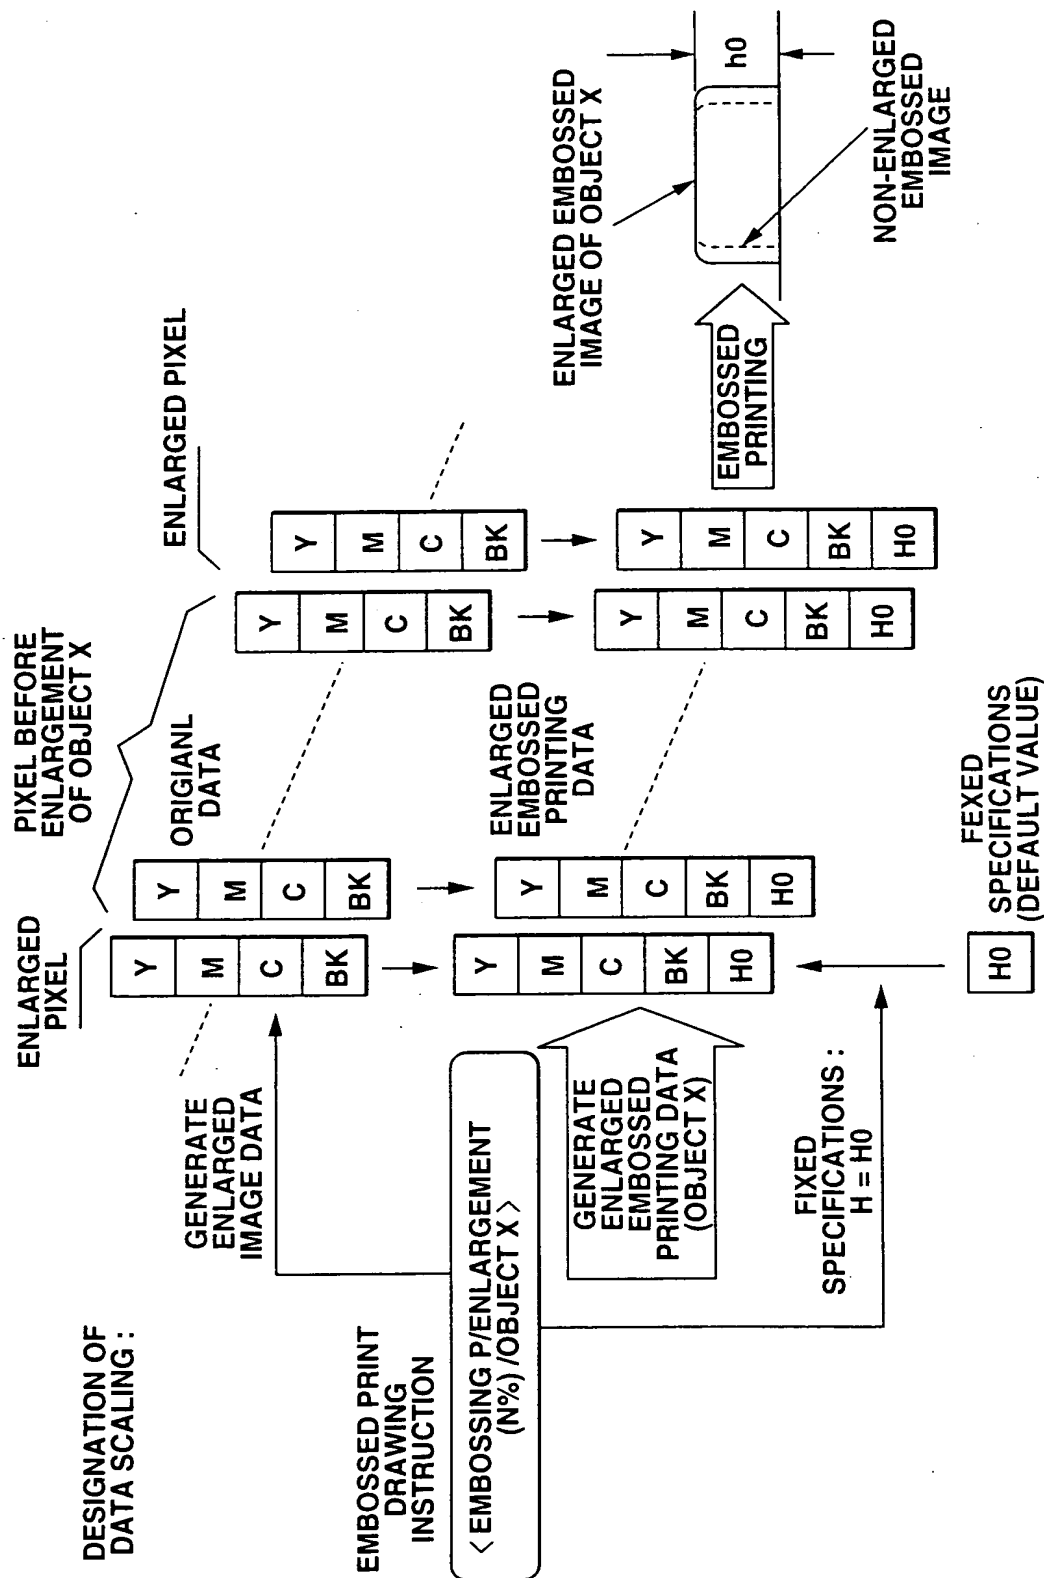 DESIGNATION OF
DATA SCALING :
EMBOSSED PRINT
DRAWING
INSTRUCTION
< EMBOSSING P/ENLARGEMENT
(N%) /OBJECT X >
GENERATE
ENLARGED
IMAGE DATA
GENERATE
ENLARGED
EMBOSSED
PRINTING DATA
(OBJECT X)
FIXED
SPECIFICATIONS :
H = H0
ENLARGED
PIXEL
PIXEL BEFORE
ENLARGEMENT
OF OBJECT X
ENLARGED PIXEL
Y
M
C
BK
Y
M
C
BK
ORIGIANL
DATA
Y
M
C
BK
Y
M
C
BK
Y
M
C
BK
H0
Y
M
C
BK
H0
ENLARGED
EMBOSSED
PRINTING
DATA
Y
M
C
BK
H0
Y
M
C
BK
H0
H0
FEXED
SPECIFICATIONS
(DEFAULT VALUE)
EMBOSSED
PRINTING
ENLARGED EMBOSSED
IMAGE OF OBJECT X
h0
NON-ENLARGED
EMBOSSED
IMAGE